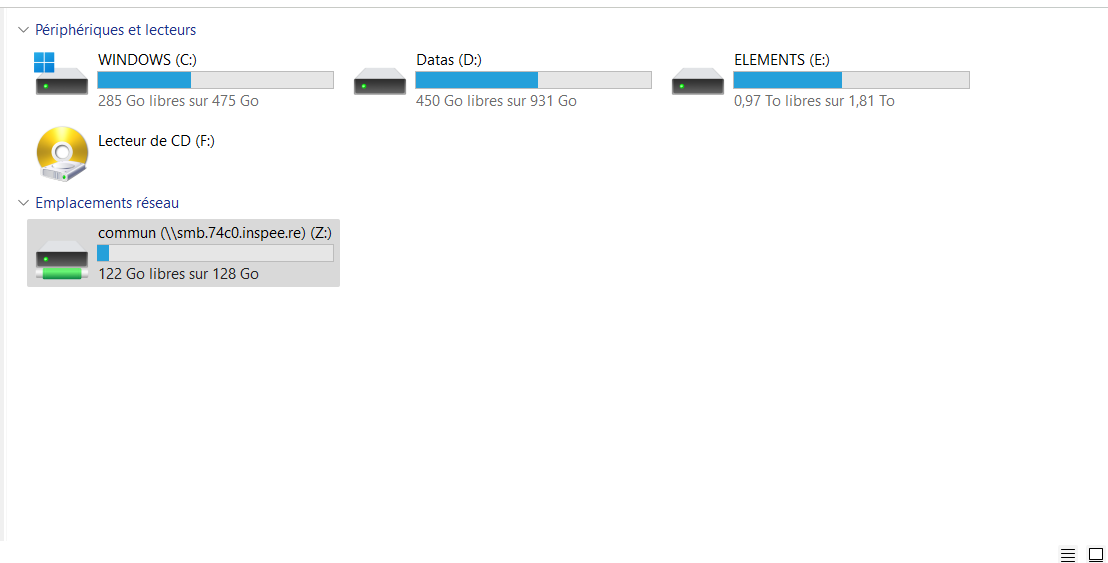 Périphériques et lecteurs
WINDOWS (C:)
285 Go libres sur 475 Go
Datas (D:)
450 Go libres sur 931 Go
ELEMENTS (E:)
0,97 To libres sur 1,81 To
Lecteur de CD (F:)
Emplacements réseau
commun (\\smb.74c0.inspee.re) (Z:)
122 Go libres sur 128 Go